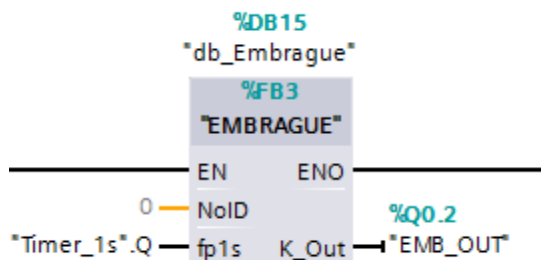 %DB15
"db_Embrague"
%FB3
"EMBRAGUE"
EN ENO
0 NoID %Q0.2
"Timer_1s".Q fp1s K_Out "EMB_OUT"